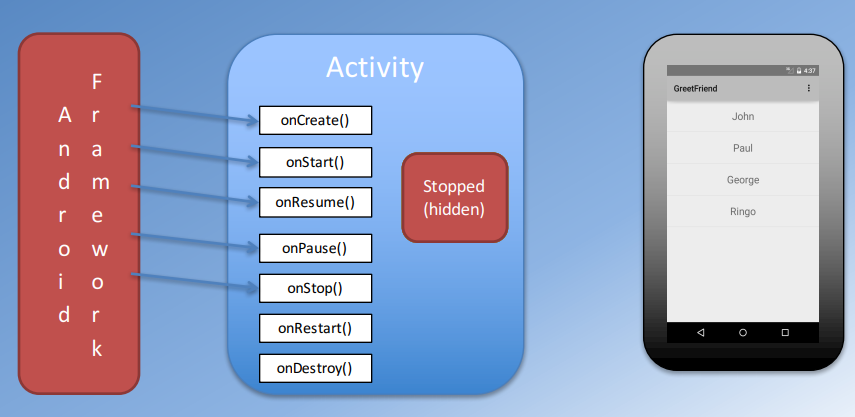 Android
Framework
Activity
onCreate()
onStart()
onResume()
onPause()
onStop()
onRestart()
onDestroy()
Stopped
(hidden)
4:37
GreetFriend
John
Paul
George
Ringo